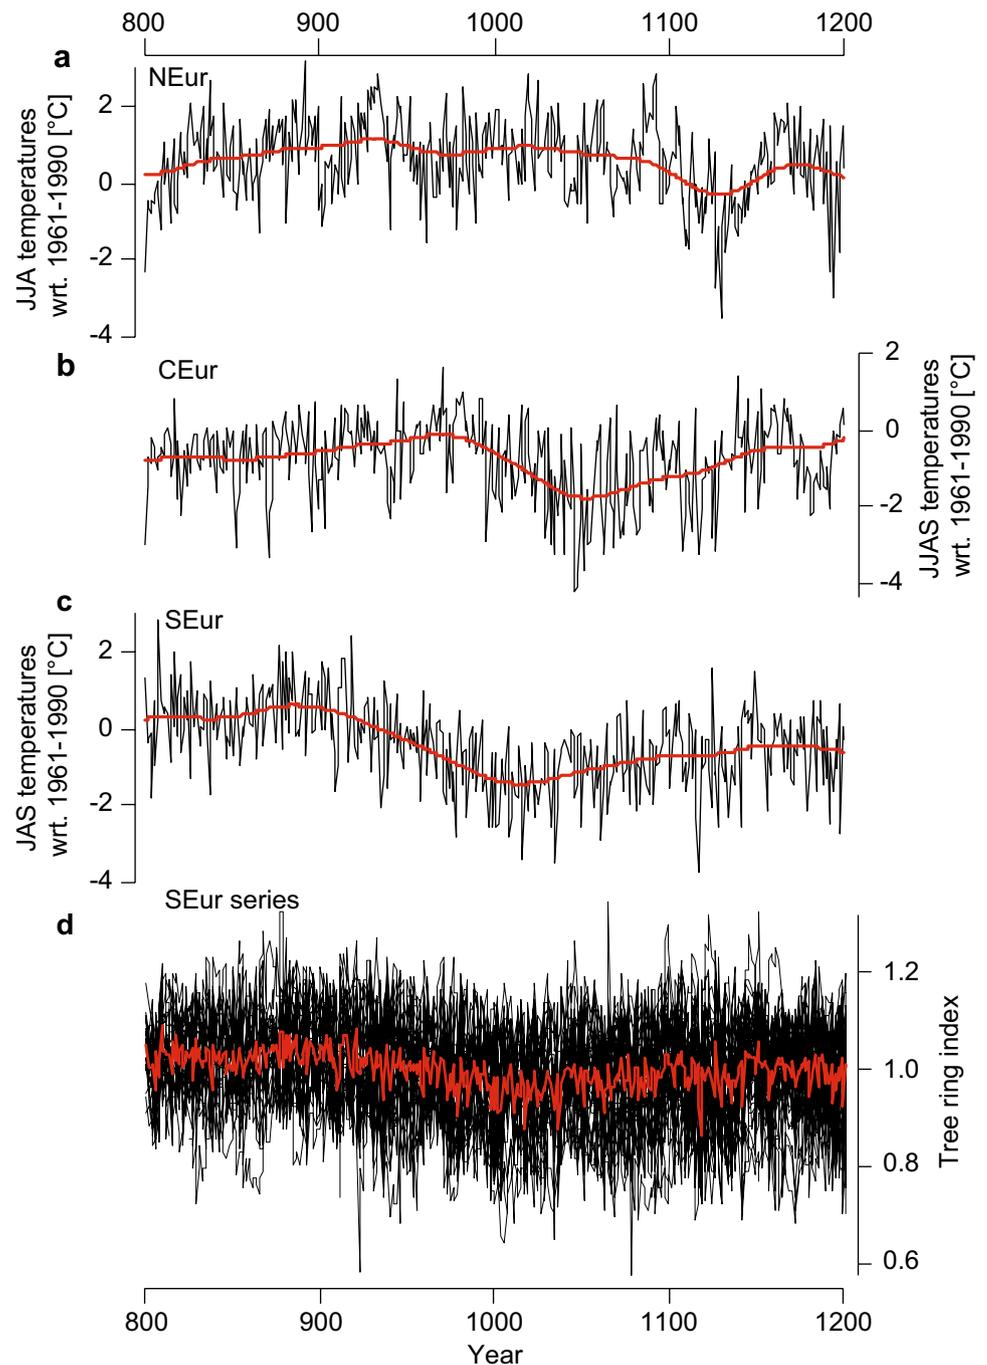 800 900 1000 1100 1200
a
NEur
JJA temperatures
wrt. 1961-1990 [°C]
2
0
-2
-4
b
CEur
2
0
-2
-4
JJAS temperatures
wrt. 1961-1990 [°C]
c
SEur
JAS temperatures
wrt. 1961-1990 [°C]
2
0
-2
-4
SEur series
d
1.2
1.0
0.8
0.6
Tree ring index
800 900 1000 1100 1200
Year